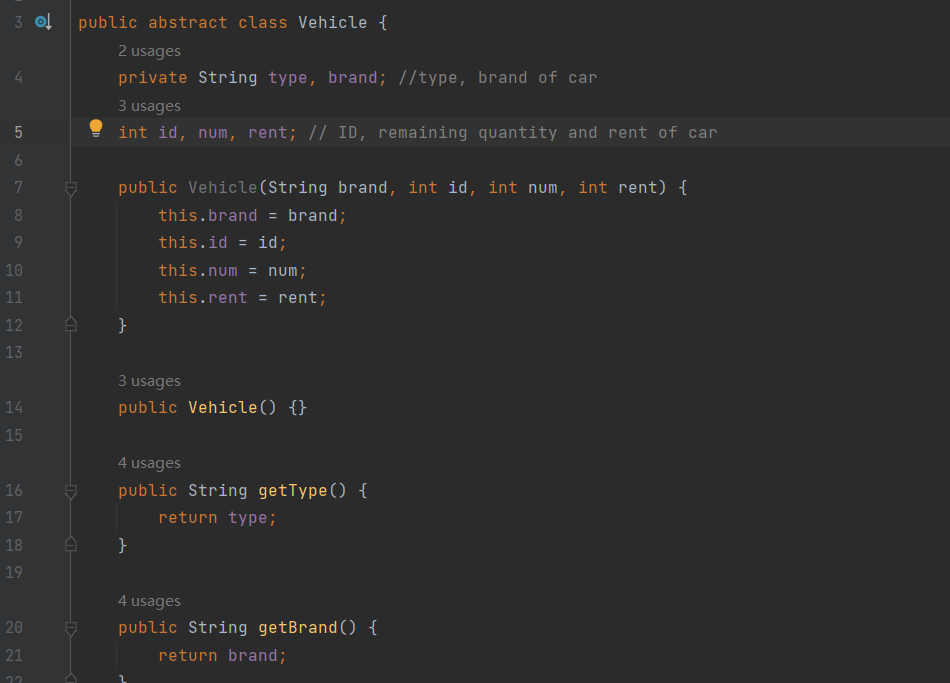 3 public abstract class Vehicle {
2 usages
4 private String type, brand; //type, brand of car
3 usages
5 int id, num, rent; // ID, remaining quantity and rent of car
6
7 public Vehicle(String brand, int id, int num, int rent) {
8 this.brand = brand;
9 this.id = id;
10 this.num = num;
11 this.rent = rent;
12 }
13
3 usages
14 public Vehicle() {}
15
4 usages
16 public String getType() {
17 return type;
18 }
19
4 usages
20 public String getBrand() {
21 return brand;
22 }